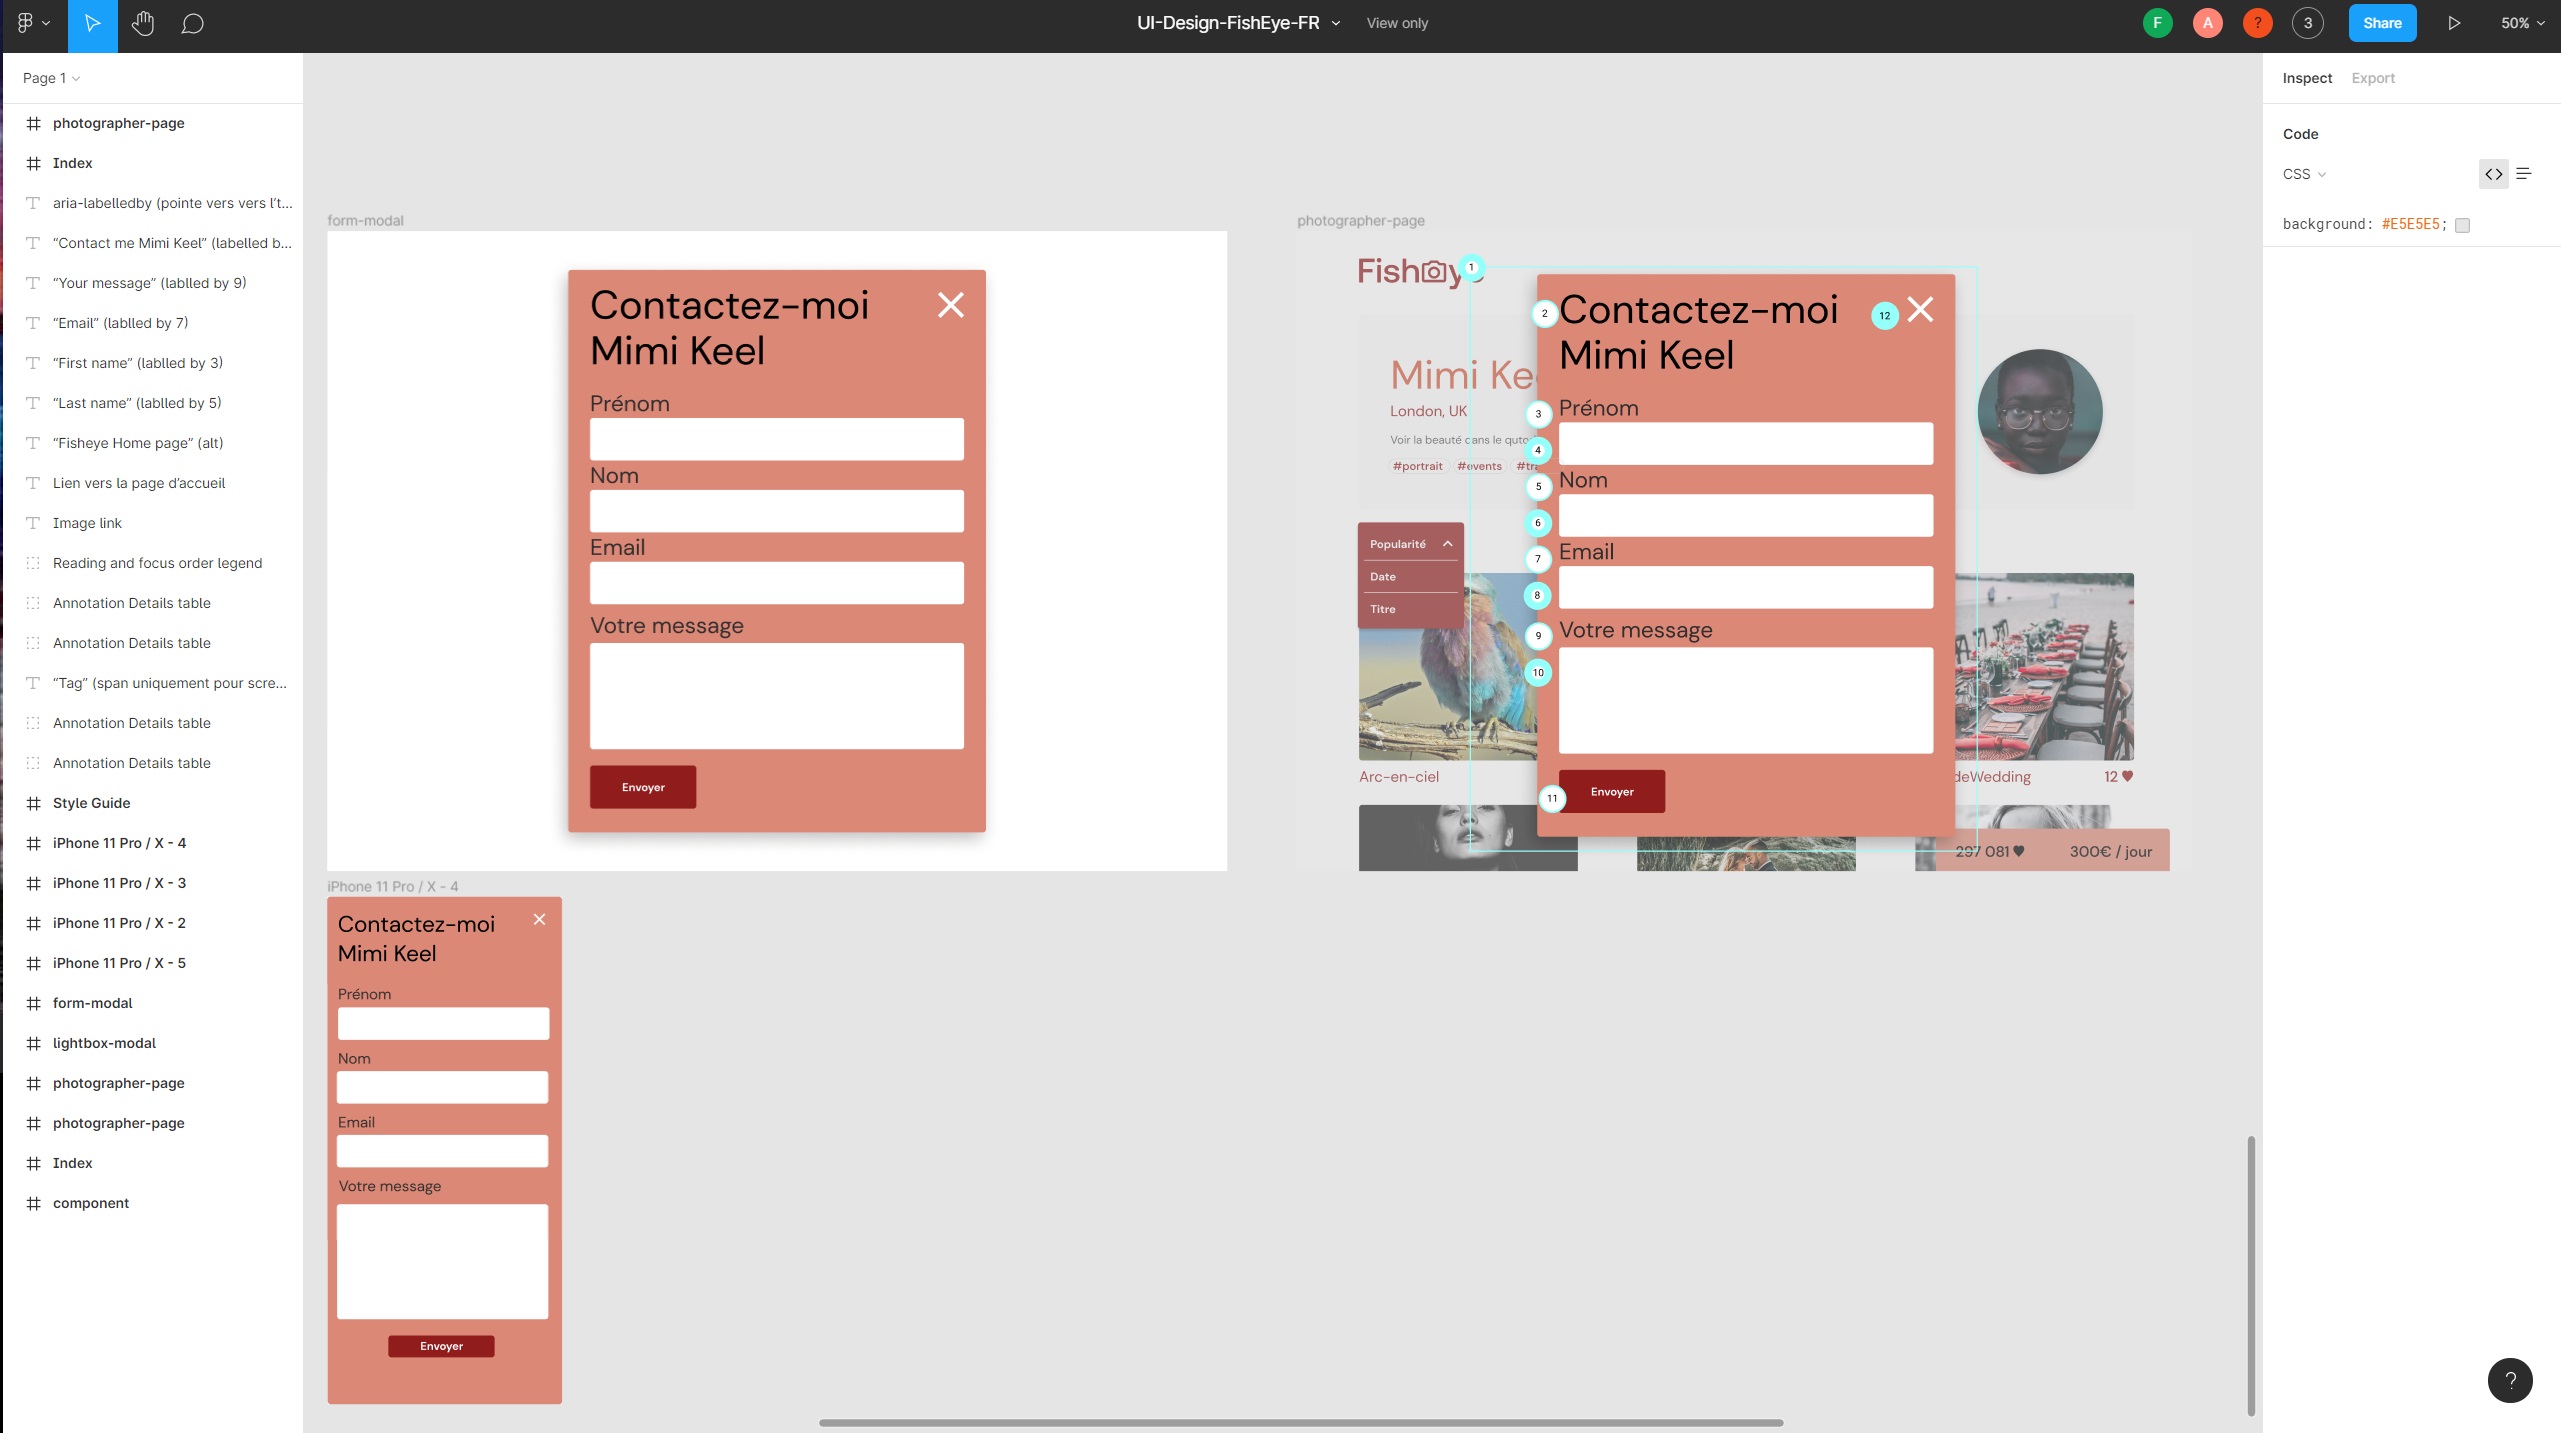 UI-Design-FishEye-FR
View only
F
A
?
3
Share
50%
Page 1
photographer-page
Index
aria-labelledby (pointe vers vers l't...
“Contact me Mimi Keel” (labelled b...
“Your message” (lablled by 9)
“Email” (lablled by 7)
“First name” (lablled by 3)
“Last name” (lablled by 5)
“Fisheye Home page” (alt)
Lien vers la page d'accueil
Image link
Reading and focus order legend
Annotation Details table
Annotation Details table
“Tag” (span uniquement pour scre...
Annotation Details table
Annotation Details table
Style Guide
iPhone 11 Pro / X - 4
iPhone 11 Pro / X - 3
iPhone 11 Pro / X - 2
iPhone 11 Pro / X - 5
form-modal
lightbox-modal
photographer-page
photographer-page
Index
component
form-modal
Contactez-moi
Mimi Keel
Prénom
Nom
Email
Votre message
Envoyer
iPhone 11 Pro / X - 4
Contactez-moi
Mimi Keel
Prénom
Nom
Email
Votre message
Envoyer
photographer-page
Mimi Kee
London, UK
Voir la beauté dans le
#portrait #events
Popularité
Date
Titre
Arc-en-ciel
1
2
Contactez-moi
Mimi Keel
12
3
Prénom
4
5
Nom
6
7
Email
8
9
Votre message
10
11
Envoyer
deWedding
12
297 081
300€ / jour
Inspect
Export
Code
CSS
background: #E5E5E5;
?